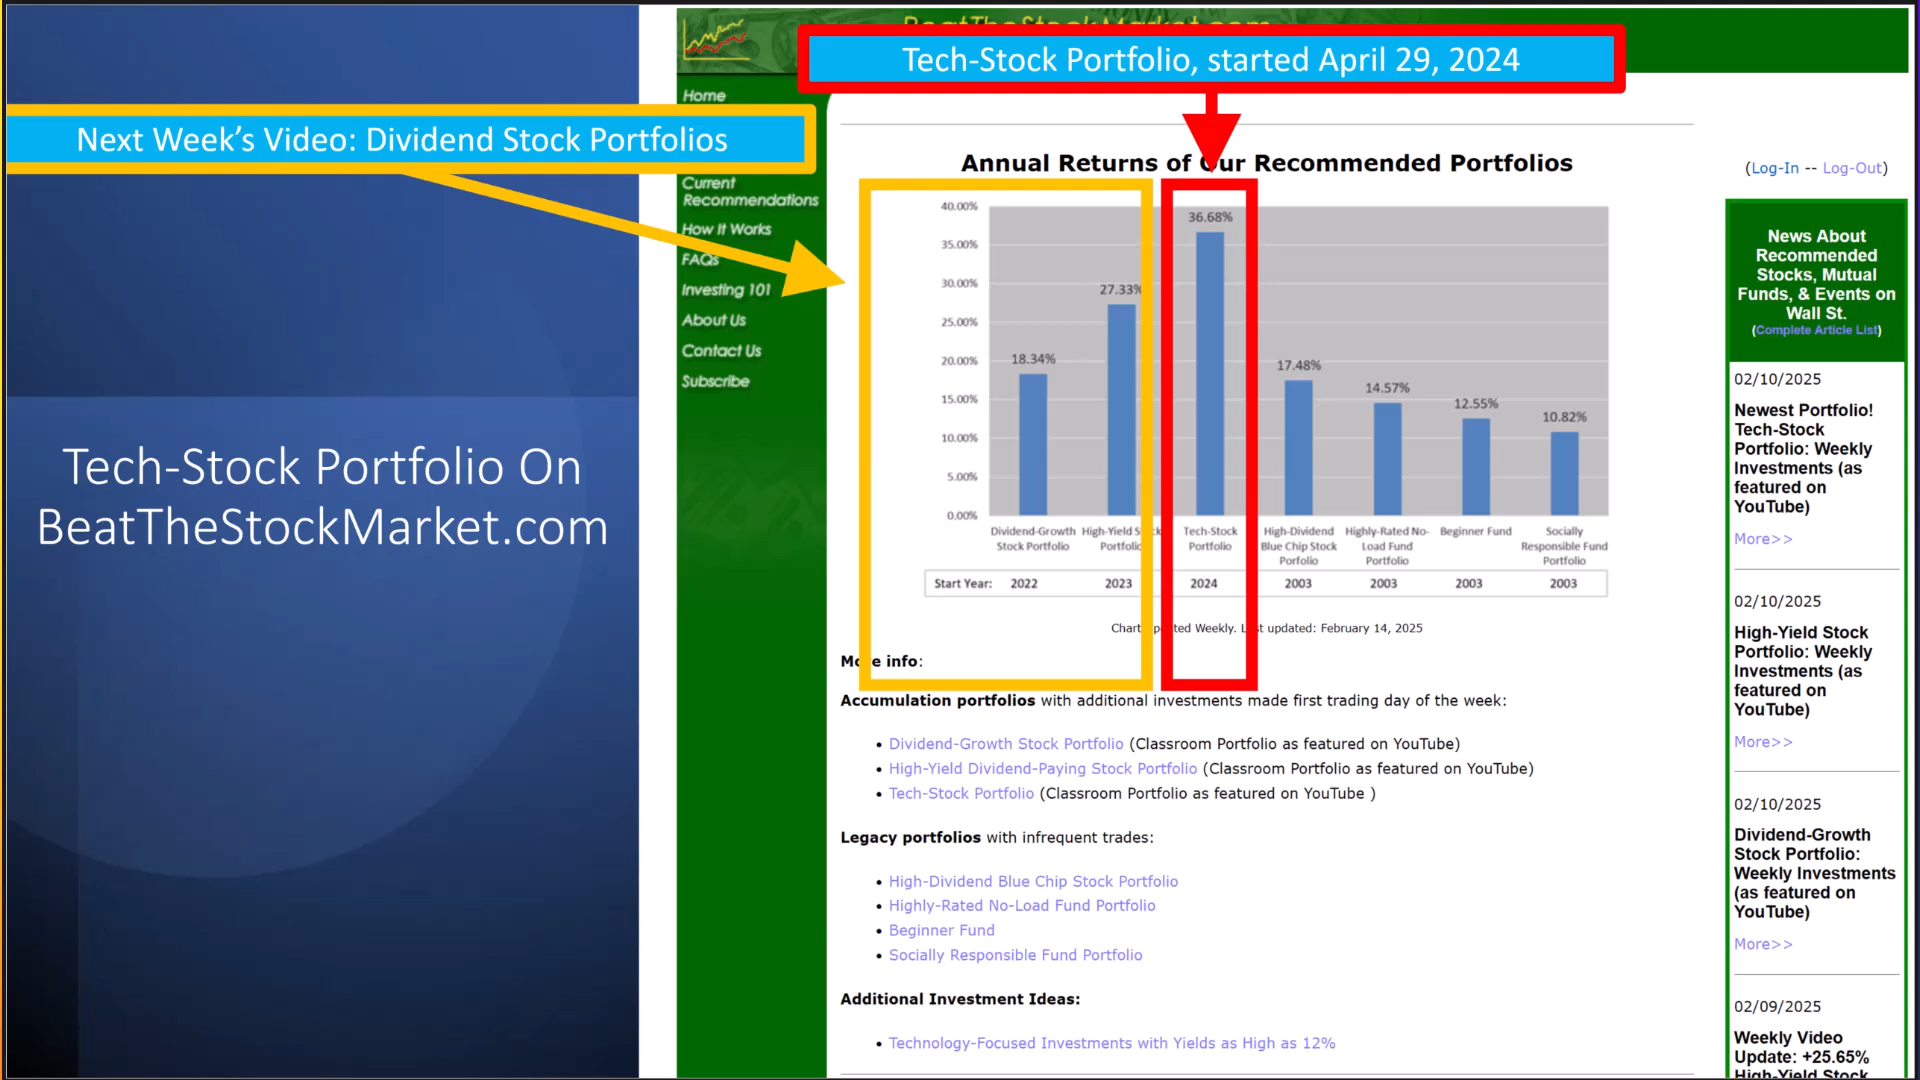 BeatTheStockMarket.com
Tech-Stock Portfolio, started April 29, 2024
Next Week's Video: Dividend Stock Portfolios
Tech-Stock Portfolio On
BeatTheStockMarket.com
Home
Current
Recommendations
How It Works
FAQs
Investing 101
About Us
Contact Us
Subscribe
Annual Returns of Our Recommended Portfolios
40.00%
35.00%
30.00%
25.00%
20.00%
15.00%
10.00%
5.00%
0.00%
18.34%
27.33%
36.68%
17.48%
14.57%
12.55%
10.82%
Dividend-Growth
Stock Portfolio
High-Yield Stock
Portfolio
Tech-Stock
Portfolio
High-Dividend
Blue Chip Stock
Porfolio
Highly-Rated No-
Load Fund
Portfolio
Beginner Fund
Socially
Responsible Fund
Portfolio
Start Year: 2022 2023 2024 2003 2003 2003 2003
Chart updated Weekly. Last updated: February 14, 2025
More info:
Accumulation portfolios with additional investments made first trading day of the week:
• Dividend-Growth Stock Portfolio (Classroom Portfolio as featured on YouTube)
• High-Yield Dividend-Paying Stock Portfolio (Classroom Portfolio as featured on YouTube)
• Tech-Stock Portfolio (Classroom Portfolio as featured on YouTube )
Legacy portfolios with infrequent trades:
• High-Dividend Blue Chip Stock Portfolio
• Highly-Rated No-Load Fund Portfolio
• Beginner Fund
• Socially Responsible Fund Portfolio
Additional Investment Ideas:
• Technology-Focused Investments with Yields as High as 12%
(Log-In -- Log-Out)
News About
Recommended
Stocks, Mutual
Funds, & Events on
Wall St.
(Complete Article List)
02/10/2025
Newest Portfolio!
Tech-Stock
Portfolio: Weekly
Investments (as
featured on
YouTube)
More>>
02/10/2025
High-Yield Stock
Portfolio: Weekly
Investments (as
featured on
YouTube)
More>>
02/10/2025
Dividend-Growth
Stock Portfolio:
Weekly Investments
(as featured on
YouTube)
More>>
02/09/2025
Weekly Video
Update: +25.65%
High-Yield Stock